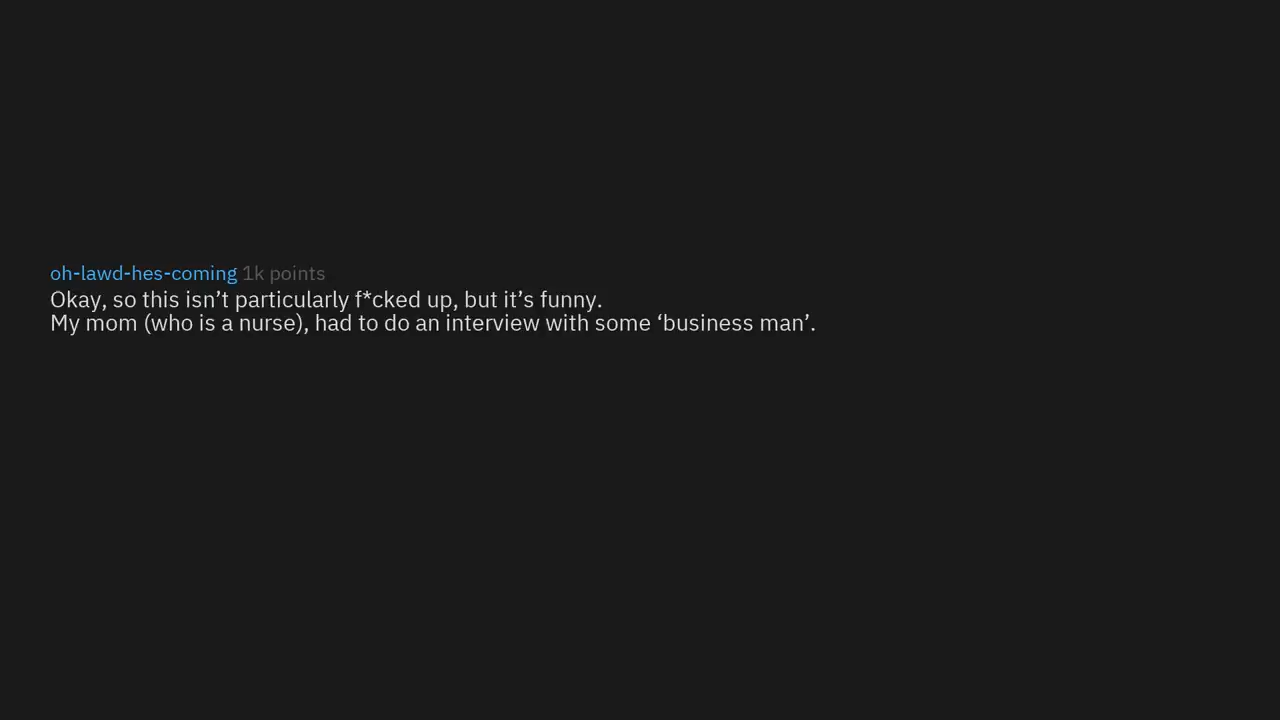 oh-lawd-hes-coming 1k points
Okay, so this isn’t particularly f*cked up, but it’s funny.
My mom (who is a nurse), had to do an interview with some ‘business man’.